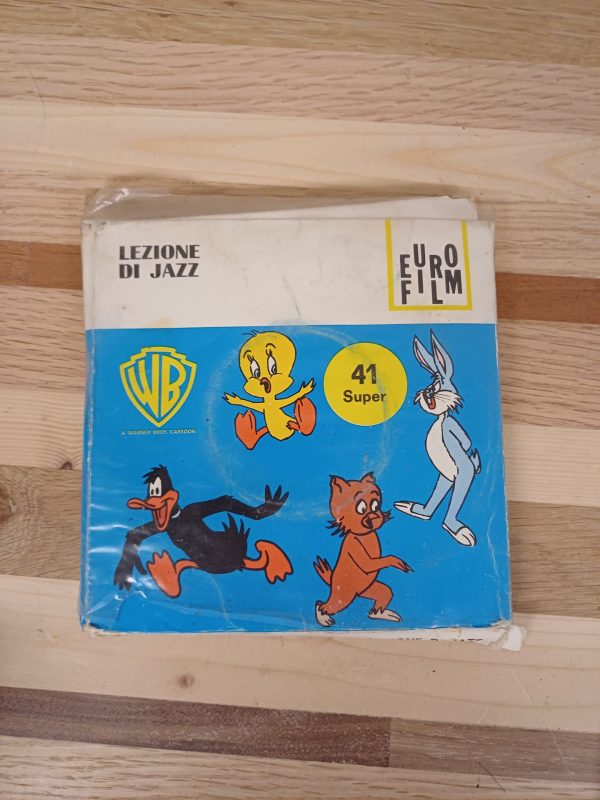 LEZIONE
DI JAZZ
EURO
FILM
WB
A WARNER BROS CARTOON
41
Super